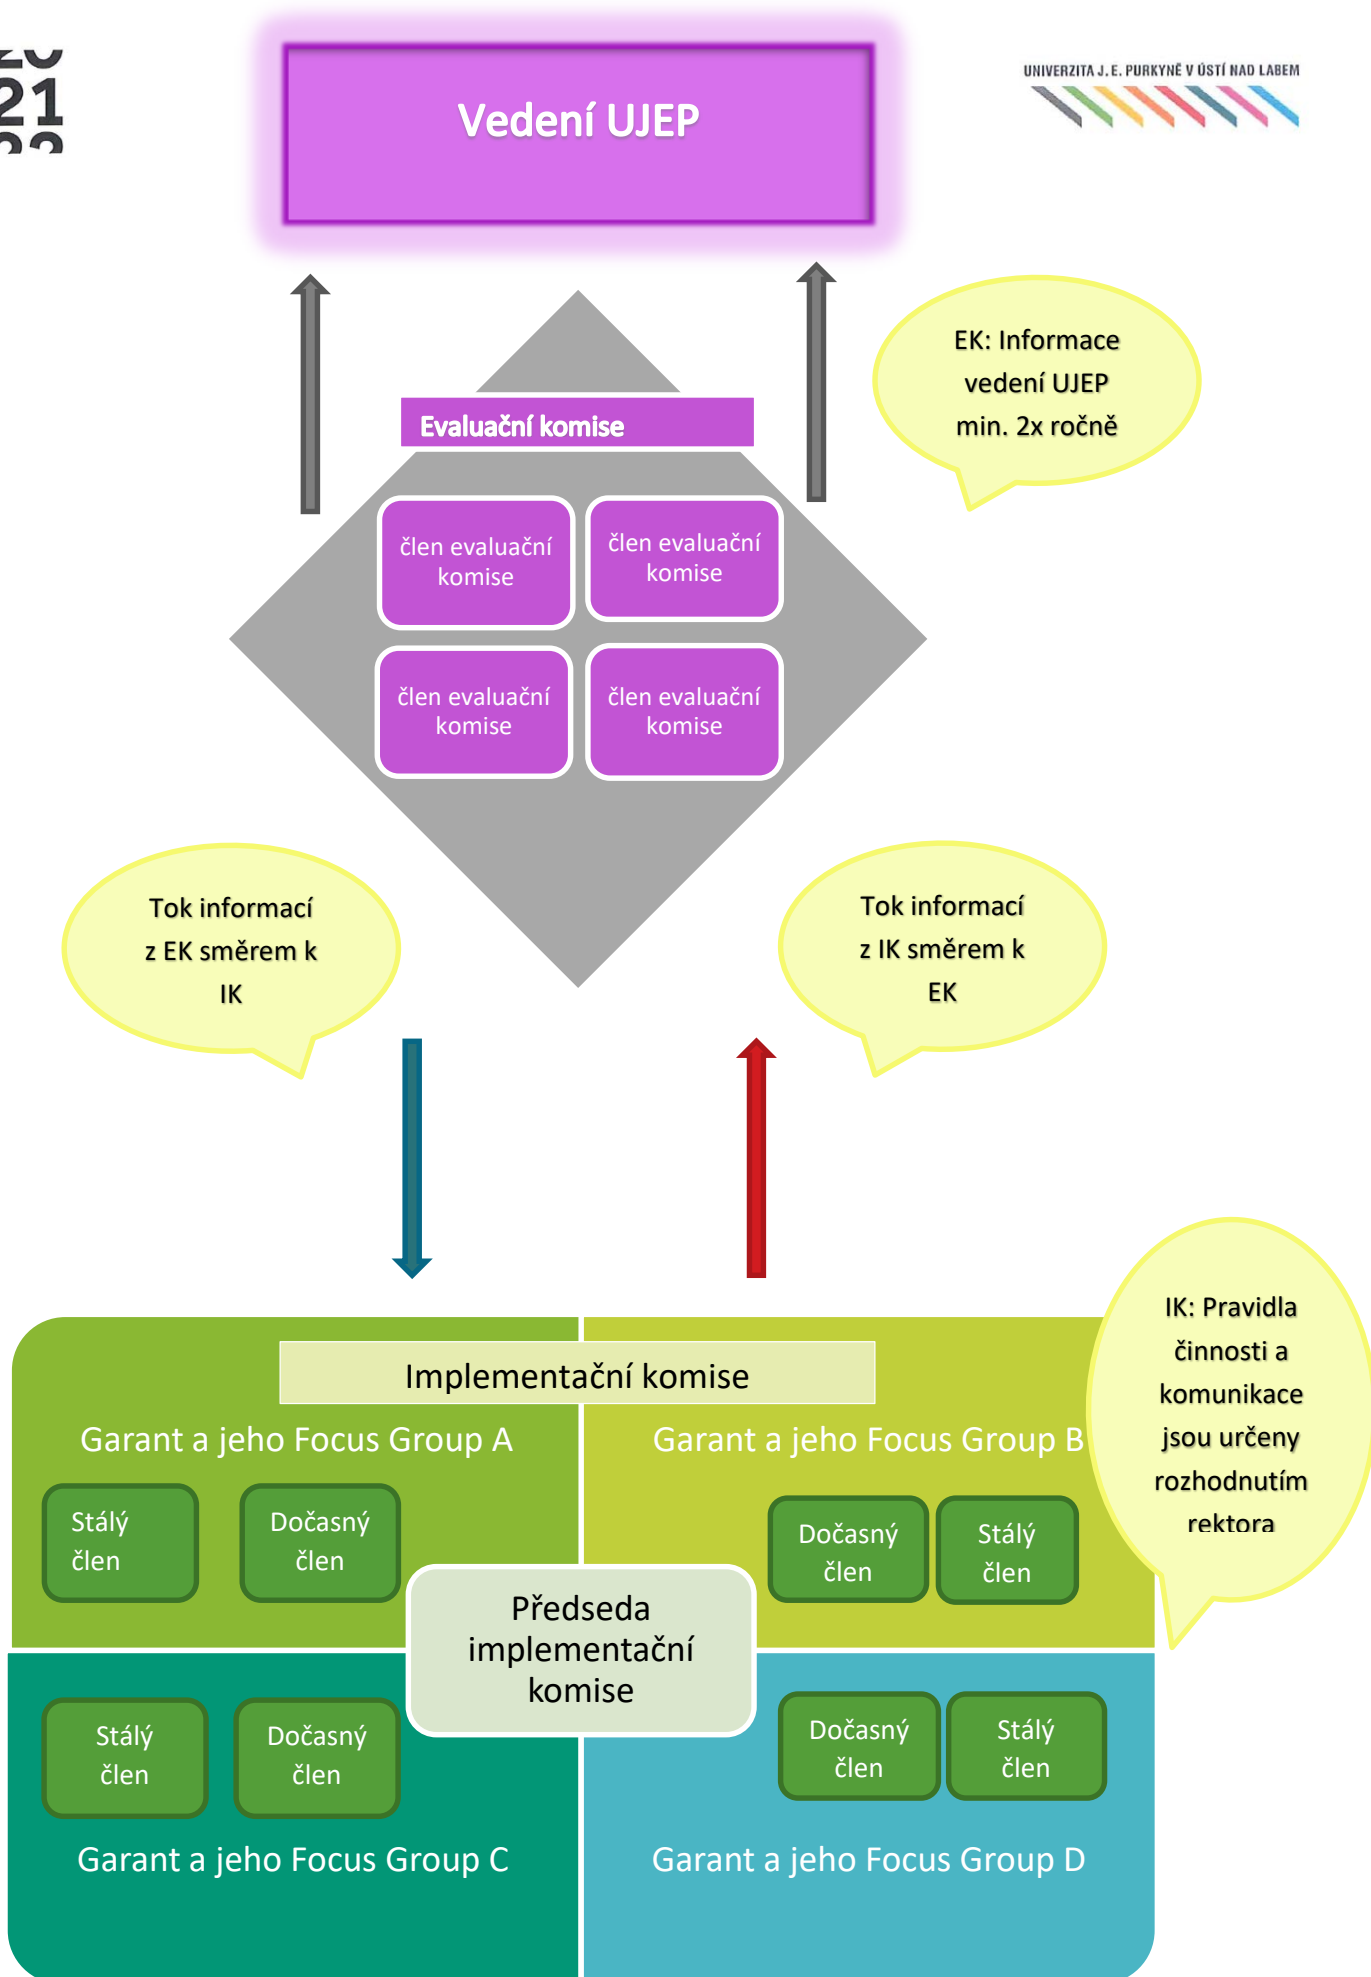 21
UNIVERZITA J. E. PURKYNĚ V ÚSTÍ NAD LABEM
Vedení UJEP
EK: Informace
vedení UJEP
min. 2x ročně
Evaluační komise
člen evaluační
komise
člen evaluační
komise
člen evaluační
komise
člen evaluační
komise
Tok informací
z EK směrem k
IK
Tok informací
z IK směrem k
EK
IK: Pravidla
činnosti a
komunikace
jsou určeny
rozhodnutím
rektora
Implementační komise
Garant a jeho Focus Group A
Garant a jeho Focus Group B
Stálý
člen
Dočasný
člen
Dočasný
člen
Stálý
člen
Předseda
implementační
komise
Stálý
člen
Dočasný
člen
Dočasný
člen
Stálý
člen
Garant a jeho Focus Group C
Garant a jeho Focus Group D